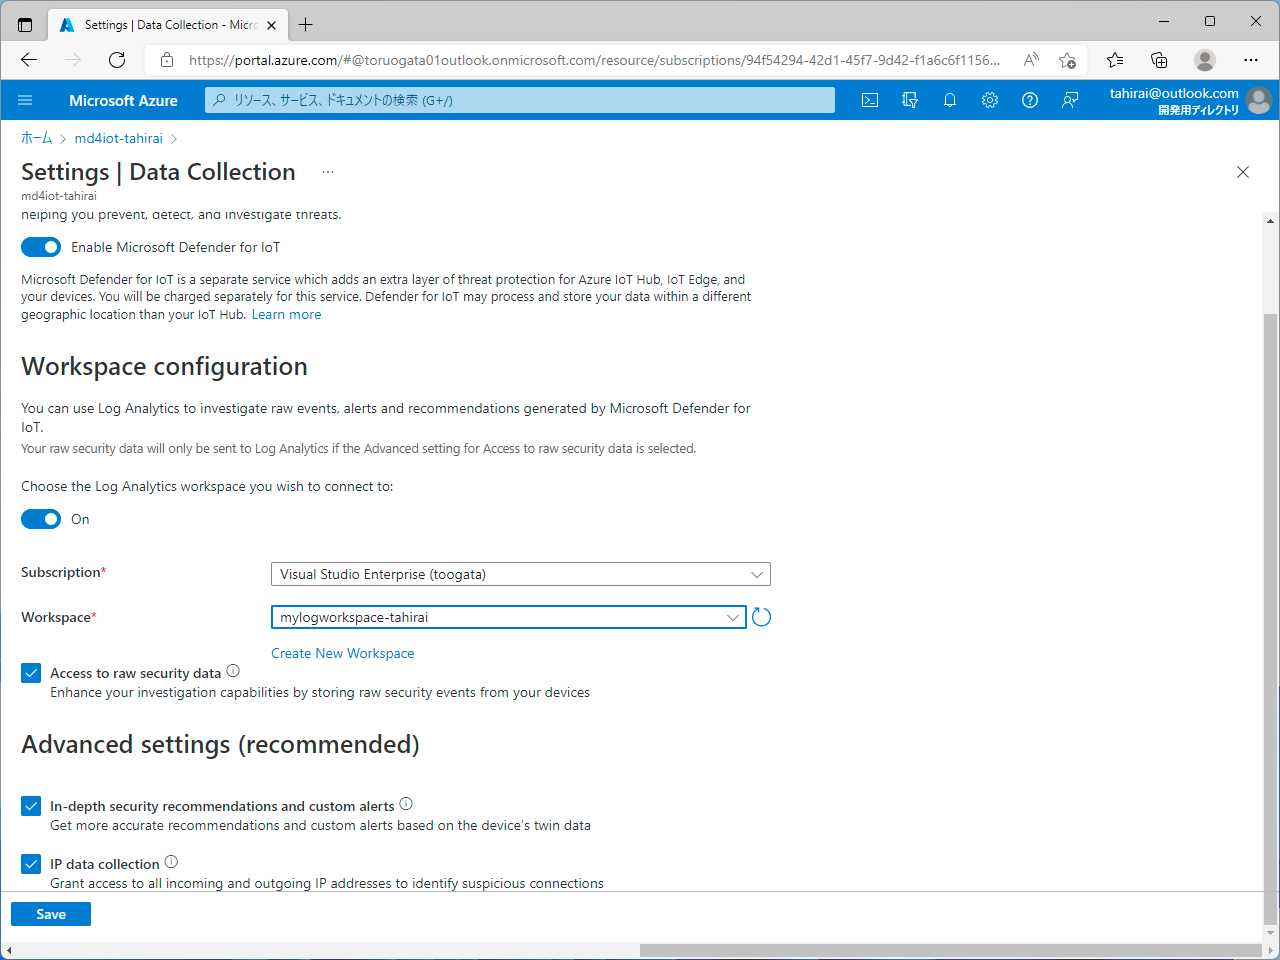 Settings | Data Collection - Micro
https://portal.azure.com/#@toruogata01outlook.onmicrosoft.com/resource/subscriptions/94f54294-42d1-45f7-9d42-f1a6c6f1156...
Microsoft Azure
リソース、サービス、ドキュメントの検索 (G+/)
tahirai@outlook.com
開発用ディレクトリ
ホーム > md4iot-tahirai >
Settings | Data Collection ...
md4iot-tahirai
helping you prevent, detect, and investigate threats.
Enable Microsoft Defender for IoT
Microsoft Defender for IoT is a separate service which adds an extra layer of threat protection for Azure IoT Hub, IoT Edge, and
your devices. You will be charged separately for this service. Defender for IoT may process and store your data within a different
geographic location than your IoT Hub. Learn more
Workspace configuration
You can use Log Analytics to investigate raw events, alerts and recommendations generated by Microsoft Defender for
IoT.
Your raw security data will only be sent to Log Analytics if the Advanced setting for Access to raw security data is selected.
Choose the Log Analytics workspace you wish to connect to:
On
Subscription*
Visual Studio Enterprise (toogata)
Workspace*
mylogworkspace-tahirai
Create New Workspace
Access to raw security data
Enhance your investigation capabilities by storing raw security events from your devices
Advanced settings (recommended)
In-depth security recommendations and custom alerts
Get more accurate recommendations and custom alerts based on the device's twin data
IP data collection
Grant access to all incoming and outgoing IP addresses to identify suspicious connections
Save